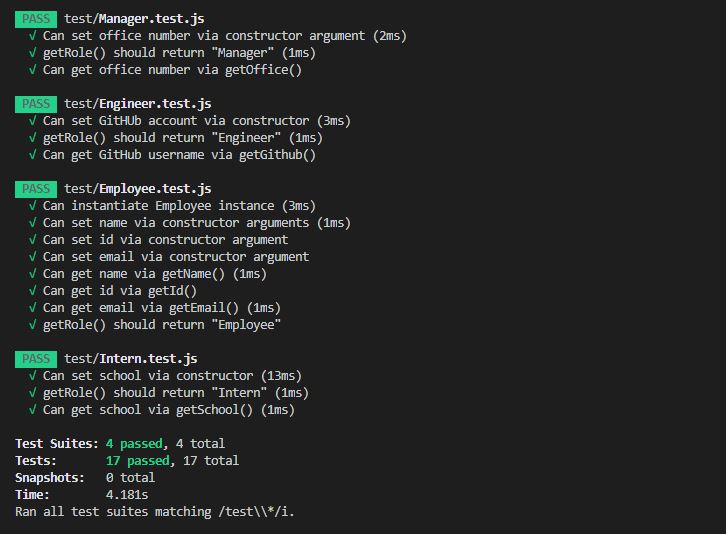 PASS test/Manager.test.js
√ Can set office number via constructor argument (2ms)
√ getRole() should return "Manager" (1ms)
√ Can get office number via getOffice()
PASS test/Engineer.test.js
√ Can set GitHUb account via constructor (3ms)
√ getRole() should return "Engineer" (1ms)
√ Can get GitHub username via getGithub()
PASS test/Employee.test.js
√ Can instantiate Employee instance (3ms)
√ Can set name via constructor arguments (1ms)
√ Can set id via constructor argument
√ Can set email via constructor argument
√ Can get name via getName() (1ms)
√ Can get id via getId()
√ Can get email via getEmail() (1ms)
√ getRole() should return "Employee"
PASS test/Intern.test.js
√ Can set school via constructor (13ms)
√ getRole() should return "Intern" (1ms)
√ Can get school via getSchool() (1ms)
Test Suites: 4 passed, 4 total
Tests: 17 passed, 17 total
Snapshots: 0 total
Time: 4.181s
Ran all test suites matching /test\\*/i.